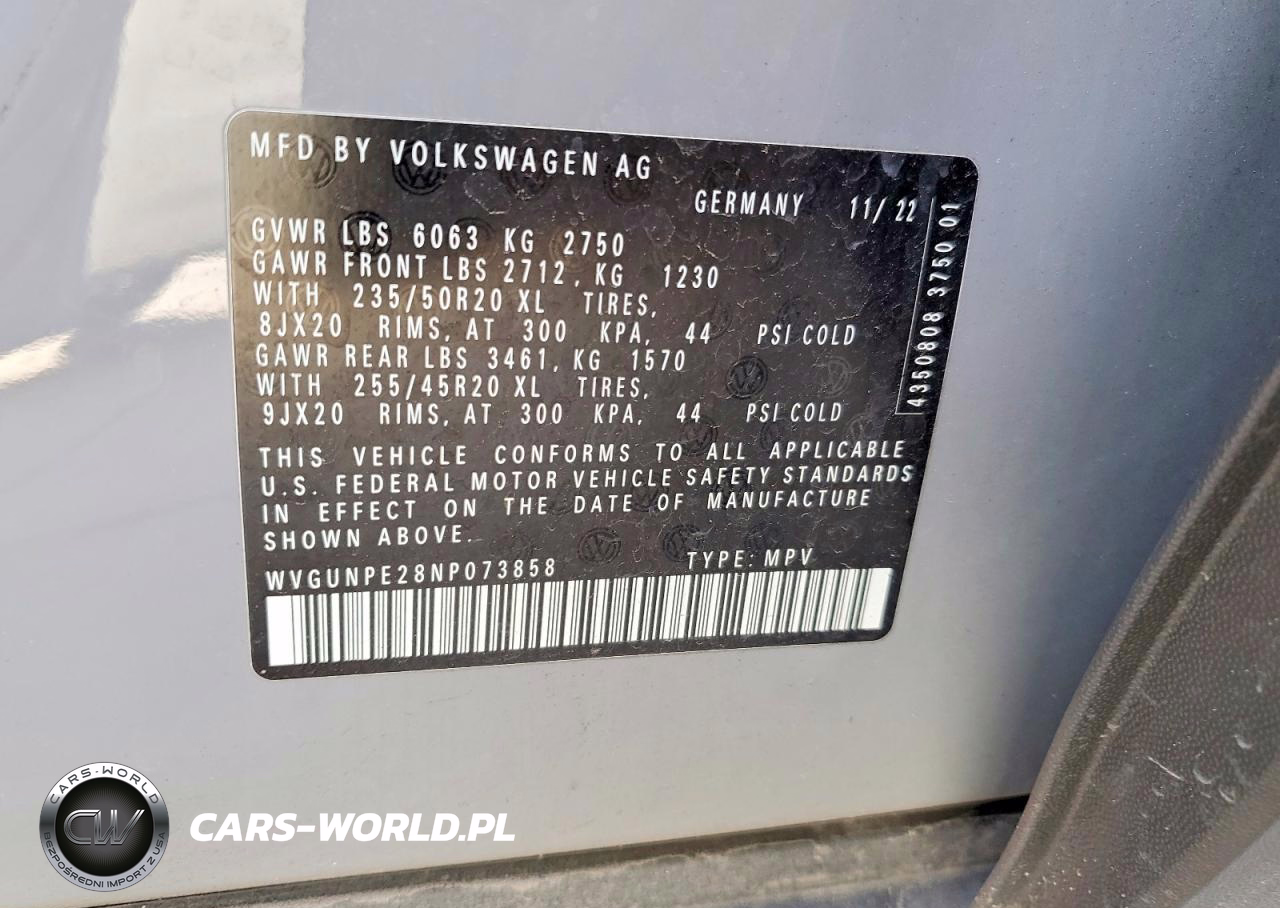 MFD BY VOLKSWAGEN AG
GERMANY 11/22
GVWR LBS 6063 KG 2750
GAWR FRONT LBS 2712, KG 1230
WITH 235/50R20 XL TIRES,
8JX20 RIMS, AT 300 KPA, 44 PSI COLD
GAWR REAR LBS 3461, KG 1570
WITH 255/45R20 XL TIRES,
9JX20 RIMS, AT 300 KPA, 44 PSI COLD
THIS VEHICLE CONFORMS TO ALL APPLICABLE
U.S. FEDERAL MOTOR VEHICLE SAFETY STANDARDS
IN EFFECT ON THE DATE OF MANUFACTURE
SHOWN ABOVE.
WVGUNPE28NP073858 TYPE: MPV
4350808 3750 01
CARS-WORLD
CW
BEZPOŚREDNI IMPORT Z USA
CARS-WORLD.PL